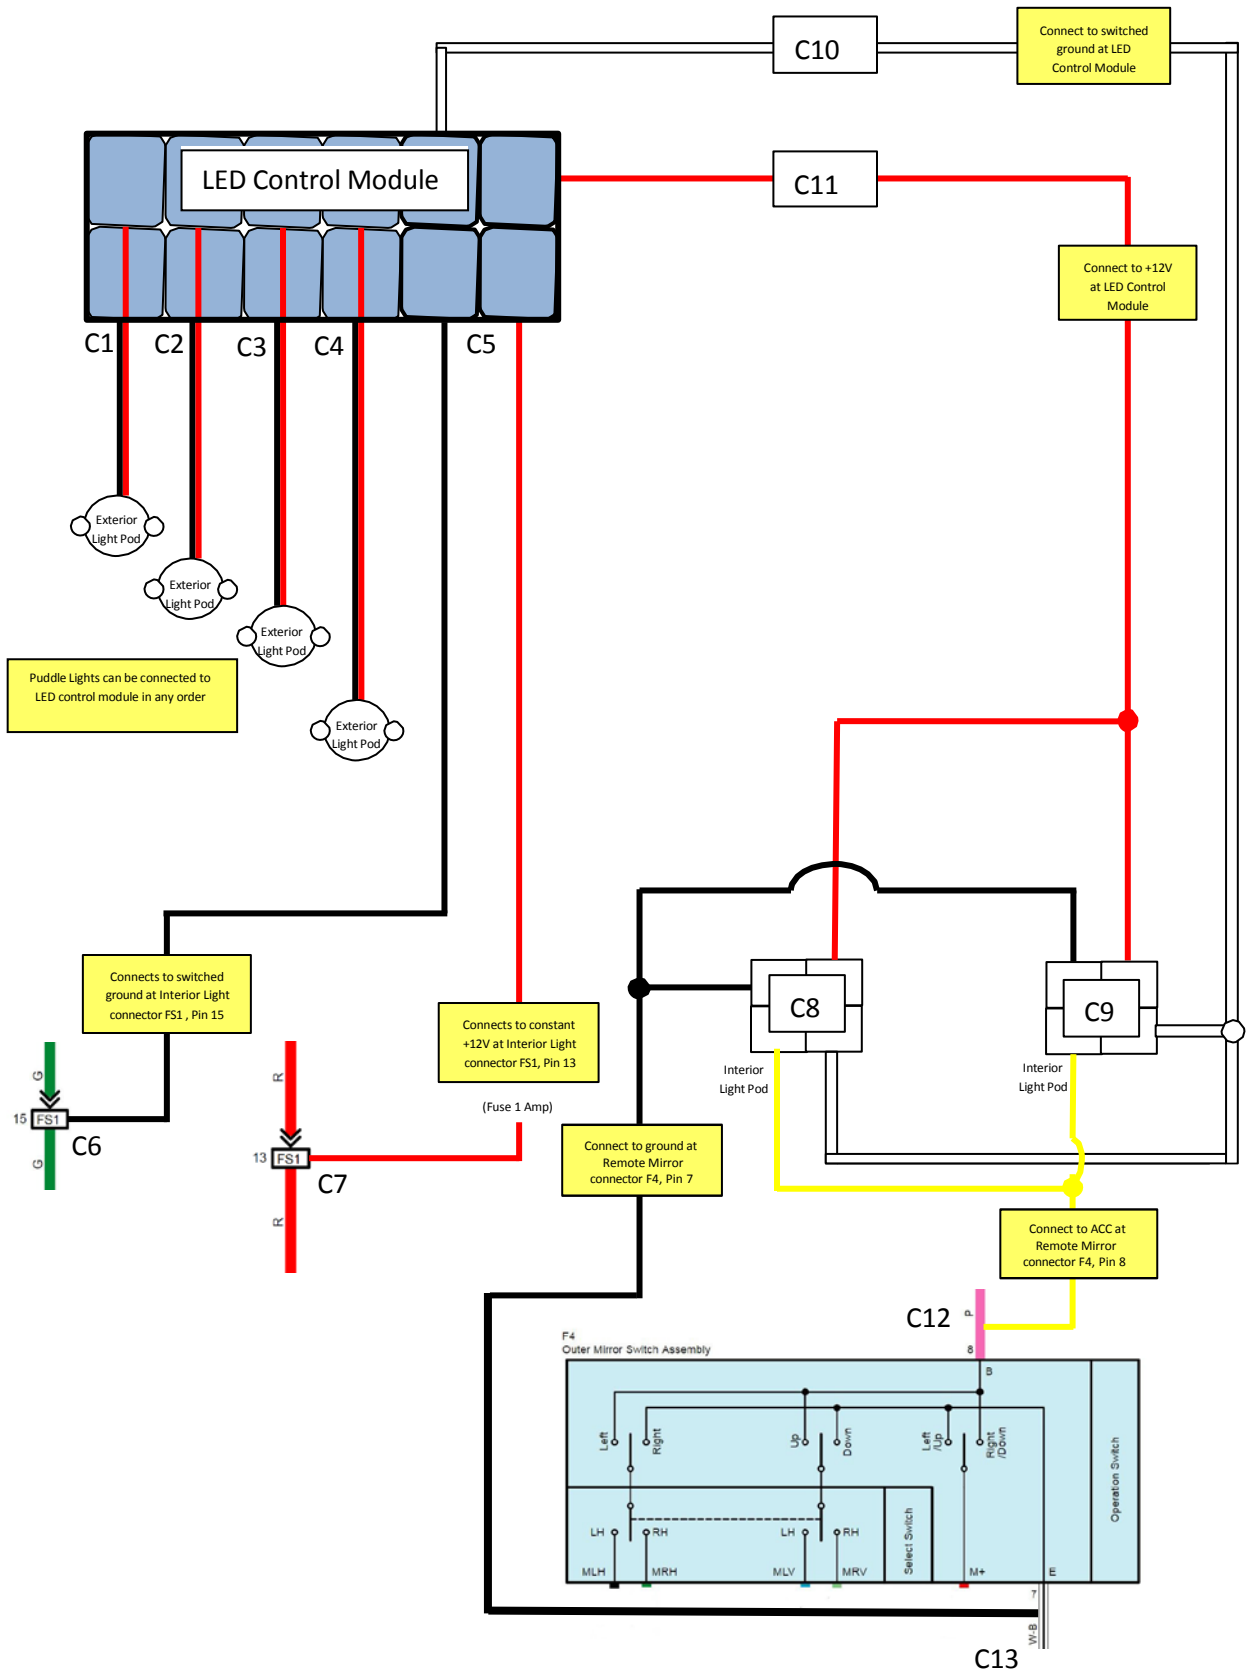 C10
Connect to switched
ground at LED
Control Module
LED Control Module
C11
Connect to +12V
at LED Control
Module
C1
C2
C3
C4
C5
Exterior
Light Pod
Exterior
Light Pod
Exterior
Light Pod
Exterior
Light Pod
Puddle Lights can be connected to
LED control module in any order
Connects to switched
ground at Interior Light
connector FS1 , Pin 15
Connects to constant
+12V at Interior Light
connector FS1, Pin 13
(Fuse 1 Amp)
C8
C9
Interior
Light Pod
Interior
Light Pod
G
15 FS1
C6
G
R
13 FS1
C7
R
Connect to ground at
Remote Mirror
connector F4, Pin 7
Connect to ACC at
Remote Mirror
connector F4, Pin 8
C12
P
8
F4
Outer Mirror Switch Assembly
B
Left
Right
Up
Down
Left
/Up
Right
/Down
Operation Switch
Select Switch
LH
RH
LH
RH
MLH
MRH
MLV
MRV
M+
E
7
W-B
C13